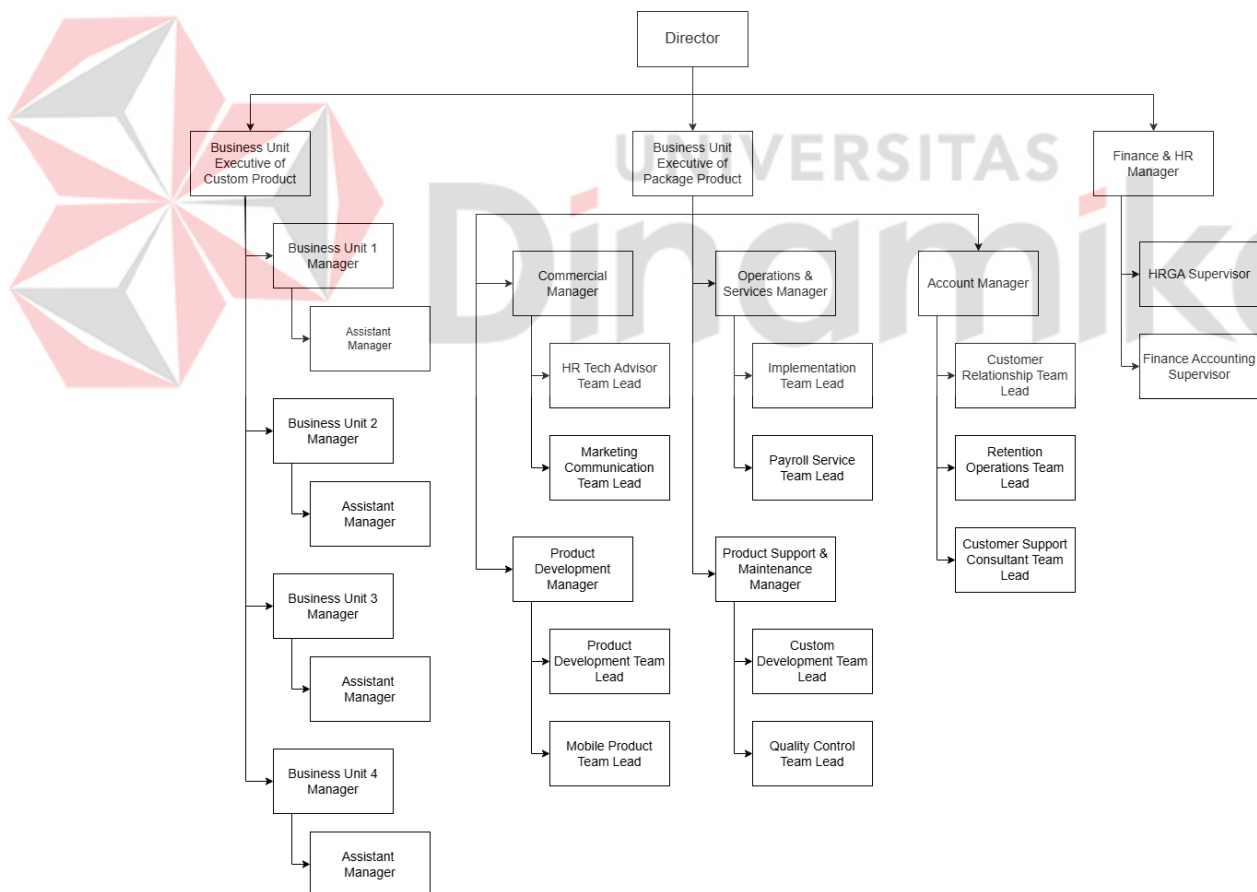 Director
Business Unit
Executive of
Custom Product
Business Unit
Executive of
Package Product
Finance & HR
Manager
UNIVERSITAS
Dinamika
Business Unit 1
Manager
Assistant
Manager
Business Unit 2
Manager
Assistant
Manager
Business Unit 3
Manager
Assistant
Manager
Business Unit 4
Manager
Assistant
Manager
Commercial
Manager
HR Tech Advisor
Team Lead
Marketing
Communication
Team Lead
Product
Development
Manager
Product
Development Team
Lead
Mobile Product
Team Lead
Operations &
Services Manager
Implementation
Team Lead
Payroll Service
Team Lead
Product Support &
Maintenance
Manager
Custom
Development Team
Lead
Quality Control
Team Lead
Account Manager
Customer
Relationship Team
Lead
Retention
Operations Team
Lead
Customer Support
Consultant Team
Lead
HRGA Supervisor
Finance Accounting
Supervisor